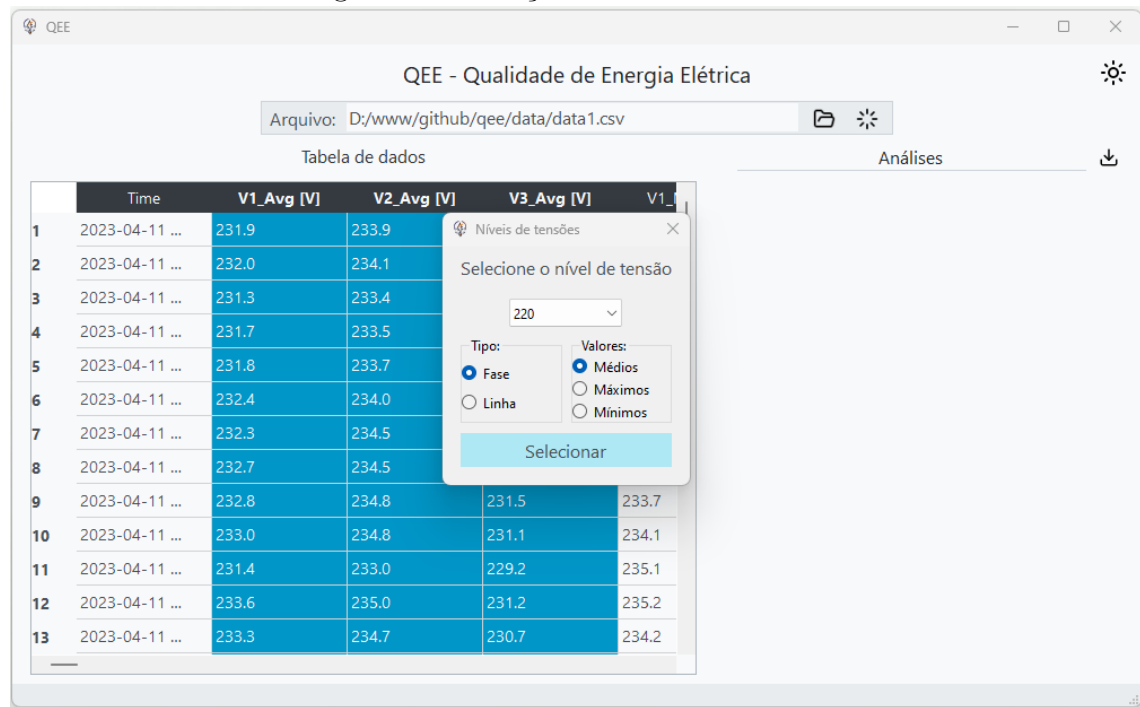 QEE
QEE - Qualidade de Energia Elétrica
Arquivo: D:/www/github/qee/data/data1.csv
Tabela de dados
Análises
Time V1_Avg [V] V2_Avg [V] V3_Avg [V]
1 2023-04-11 ... 231.9 233.9
2 2023-04-11 ... 232.0 234.1
3 2023-04-11 ... 231.3 233.4
4 2023-04-11 ... 231.7 233.5
5 2023-04-11 ... 231.8 233.7
6 2023-04-11 ... 232.4 234.0
7 2023-04-11 ... 232.3 234.5
8 2023-04-11 ... 232.7 234.5
9 2023-04-11 ... 232.8 234.8 231.5 233.7
10 2023-04-11 ... 233.0 234.8 231.1 234.1
11 2023-04-11 ... 231.4 233.0 229.2 235.1
12 2023-04-11 ... 233.6 235.0 231.2 235.2
13 2023-04-11 ... 233.3 234.7 230.7 234.2
Níveis de tensões
Selecione o nível de tensão
220
Tipo:
Fase
Linha
Valores:
Médios
Máximos
Mínimos
Selecionar